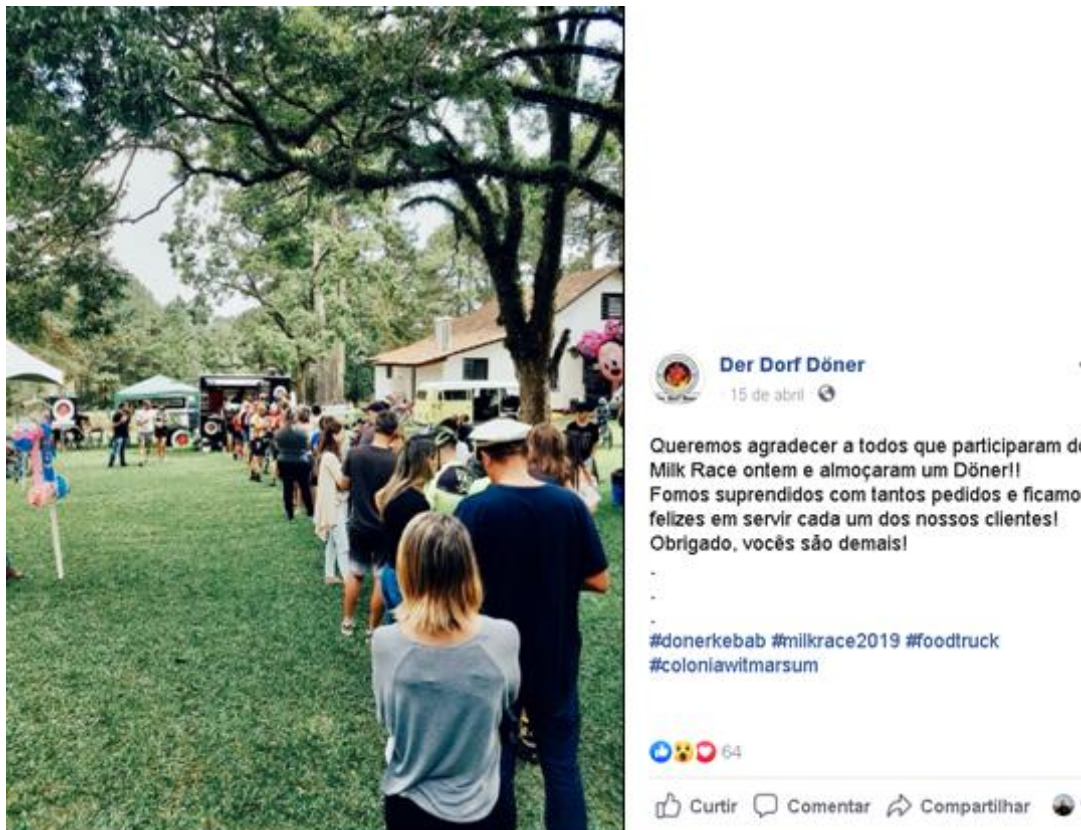 Der Dorf Döner
15 de abril
Queremos agradecer a todos que participaram
Milk Race ontem e almoçaram um Döner!!
Fomos suprendidos com tantos pedidos e
felizes em servir cada um dos nossos clientes!
Obrigado, vocês são demais!
.
.
.
#donerkebab #milkrace2019 #foodtruck
#coloniawitmarsum
64
Curtir Comentar Compartilhar